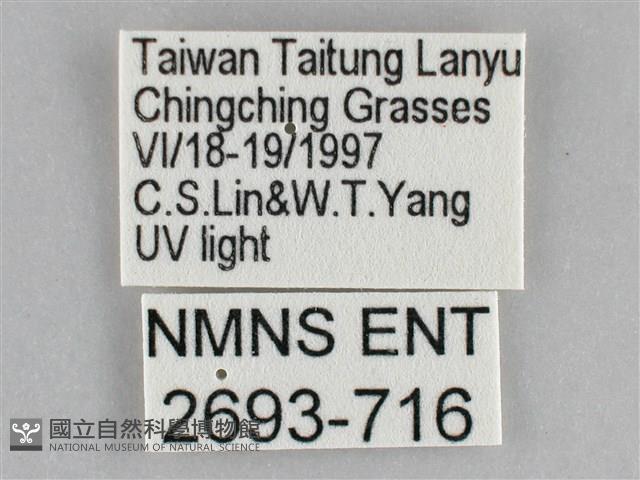 Taiwan Taitung Lanyu
Chingching Grasses
VI/18-19/1997
C.S.Lin&W.T.Yang
UV light
NMNS ENT
2693-716
國立自然科學博物館
NATIONAL MUSEUM OF NATURAL SCIENCE